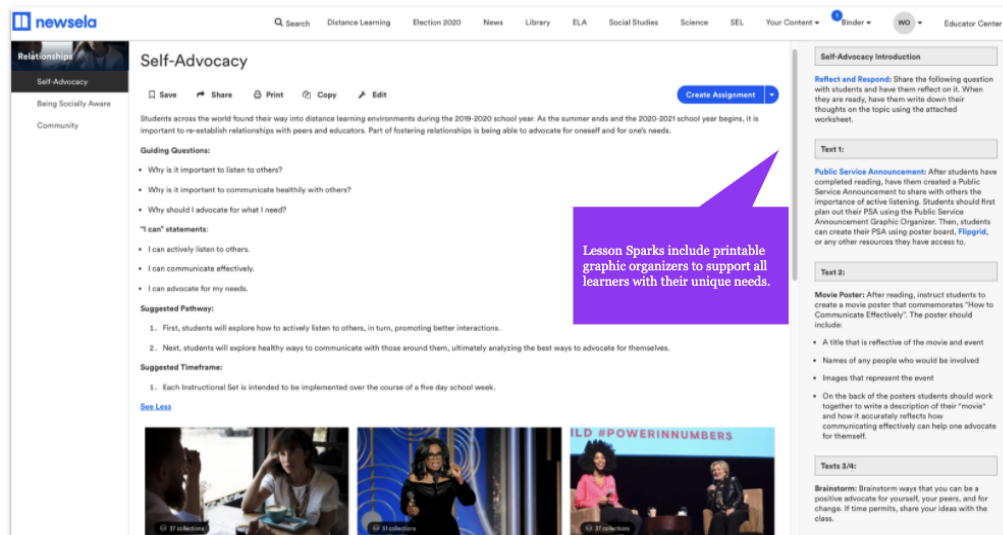 newsela
Search
Distance Learning
Election 2020
News
Library
ELA
Social Studies
Science
SEL
Your Content
1
Binder
WO
Educator Center
Relationships
Self-Advocacy
Being Socially Aware
Community
Self-Advocacy
Save
Share
Print
Copy
Edit
Create Assignment
Students across the world found their way into distance learning environments during the 2019-2020 school year. As the summer ends and the 2020-2021 school year begins, it is
important to re-establish relationships with peers and educators. Part of fostering relationships is being able to advocate for oneself and for one's needs.
Guiding Questions:
• Why is it important to listen to others?
• Why is it important to communicate healthily with others?
• Why should I advocate for what I need?
"I can" statements:
• I can actively listen to others.
• I can communicate effectively.
• I can advocate for my needs.
Suggested Pathway:
1. First, students will explore how to actively listen to others, in turn, promoting better interactions.
2. Next, students will explore healthy ways to communicate with those around them, ultimately analyzing the best ways to advocate for themselves.
Suggested Timeframe:
1. Each Instructional Set is intended to be implemented over the course of a five day school week.
See Less
37 collections
51 collections
37 collections
ILD #POWERINNUMBERS
Lesson Sparks include printable
graphic organizers to support all
learners with their unique needs.
Self-Advocacy Introduction
Reflect and Respond: Share the following question
with students and have them reflect on it. When
they are ready, have them write down their
thoughts on the topic using the attached
worksheet.
Text 1:
Public Service Announcement: After students have
completed reading, have them created a Public
Service Announcement to share with others the
importance of active listening. Students should first
plan out their PSA using the Public Service
Announcement Graphic Organizer. Then, students
can create their PSA using poster board, Flipgrid,
or any other resources they have access to.
Text 2:
Movie Poster: After reading, instruct students to
create a movie poster that commemorates "How to
Communicate Effectively". The poster should
include:
• A title that is reflective of the movie and event
• Names of any people who would be involved
• Images that represent the event
• On the back of the posters students should work
together to write a description of their "movie"
and how it accurately reflects how
communicating effectively can help one advocate
for themself.
Texts 3/4:
Brainstorm: Brainstorm ways that you can be a
positive advocate for yourself, your peers, and for
change. If time permits, share your ideas with the
class.